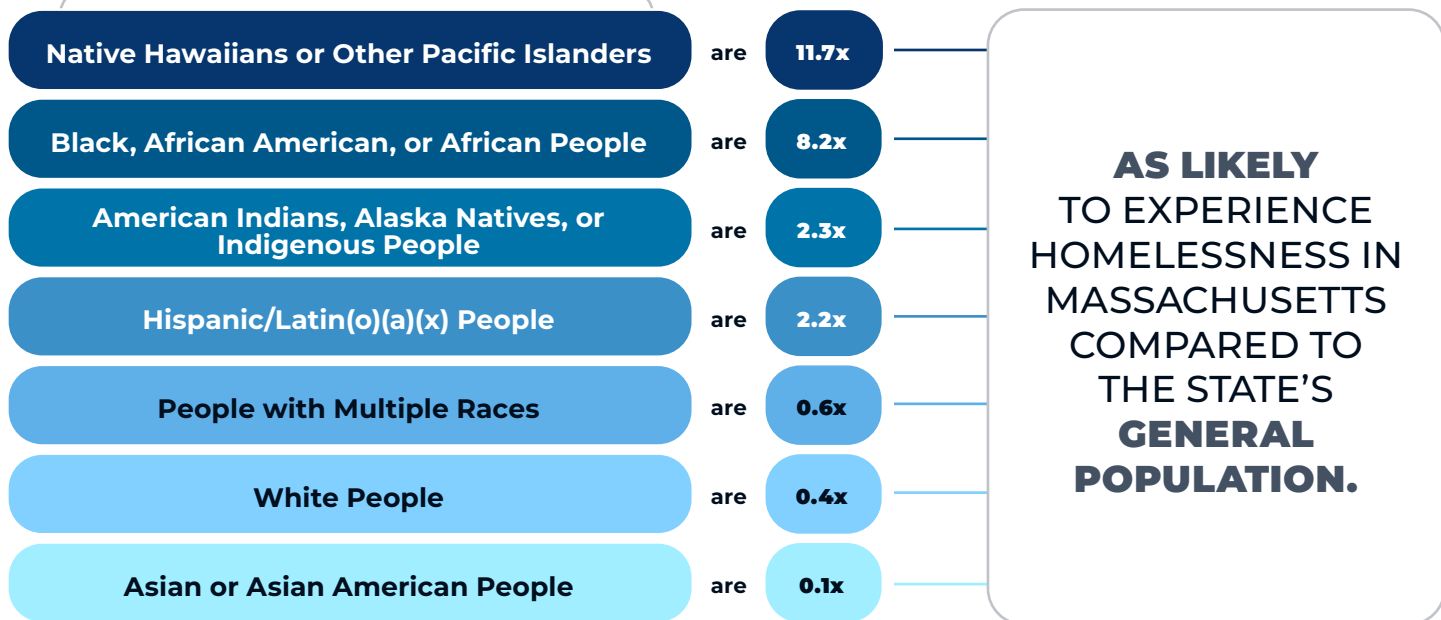 Native Hawaiians or Other Pacific Islanders are 11.7x
Black, African American, or African People are 8.2x
American Indians, Alaska Natives, or
Indigenous People are 2.3x
Hispanic/Latin(o)(a)(x) People are 2.2x
People with Multiple Races are 0.6x
White People are 0.4x
Asian or Asian American People are 0.1x
AS LIKELY
TO EXPERIENCE
HOMELESSNESS IN
MASSACHUSETTS
COMPARED TO
THE STATE’S
GENERAL
POPULATION.